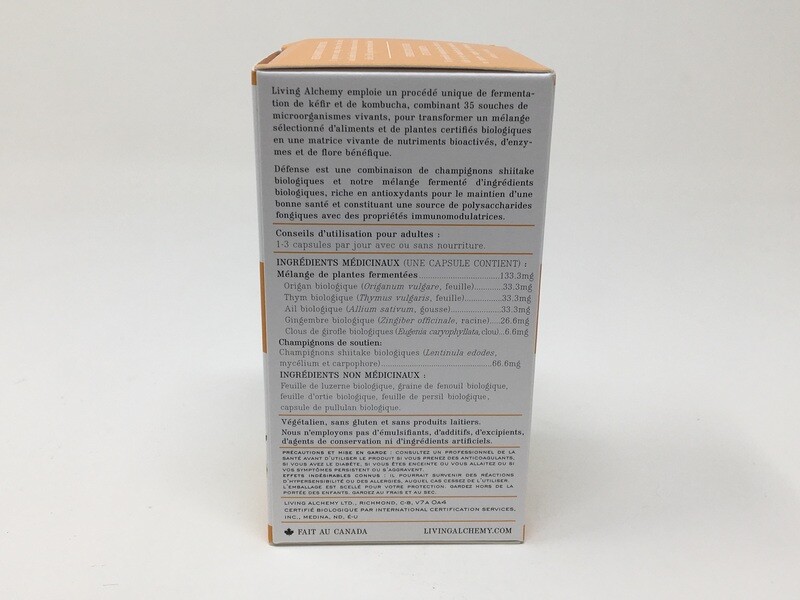 Living Alchemy emploie un procédé unique de fermenta-
tion de kéfir et de kombucha, combinant 35 souches de
microorganismes vivants, pour transformer un mélange
sélectionné d'aliments et de plantes certifiés biologiques
en une matrice vivante de nutriments bioactivés, d'enzy-
mes et de flore bénéfique.
Défense est une combinaison de champignons shiitake
biologiques et notre mélange fermenté d'ingrédients
biologiques, riche en antioxydants pour le maintien d'une
bonne santé et constituant une source de polysaccharides
fongiques avec des propriétés immunomodulatrices.
Conseils d'utilisation pour adultes :
1-3 capsules par jour avec ou sans nourriture.
INGRÉDIENTS MÉDICINAUX (UNE CAPSULE CONTIENT) :
Mélange de plantes fermentées..............................133.3mg
Origan biologique (Origanum vulgare, feuille)..........33.3mg
Thym biologique (Thymus vulgaris, feuille)............33.3mg
Ail biologique (Allium sativum, gousse)...................33.3mg
Gingembre biologique (Zingiber officinale, racine)....26.6mg
Clous de girofle biologiques (Eugenia caryophyllata, clou)...6.6mg
Champignons de soutien:
Champignons shiitake biologiques (Lentinula edodes,
mycélium et carpophore)......................................66.6mg
INGRÉDIENTS NON MÉDICINAUX :
Feuille de luzerne biologique, graine de fenouil biologique,
feuille d'ortie biologique, feuille de persil biologique,
capsule de pullulan biologique.
Végétalien, sans gluten et sans produits laitiers.
Nous n'employons pas d'émulsifiants, d'additifs, d'excipients,
d'agents de conservation ni d'ingrédients artificiels.
PRÉCAUTIONS ET MISE EN GARDE : CONSULTEZ UN PROFESSIONNEL DE LA
SANTÉ AVANT D'UTILISER LE PRODUIT SI VOUS PRENEZ DES ANTICOAGULANTS,
SI VOUS AVEZ LE DIABÈTE, SI VOUS ÊTES ENCEINTE OU VOUS ALLAITEZ OU SI
VOS SYMPTÔMES PERSISTENT OU S'AGGRAVENT.
EFFETS INDÉSIRABLES CONNUS : IL POURRAIT SURVENIR DES RÉACTIONS
D'HYPERSENSIBILITÉ OU DES ALLERGIES, AUQUEL CAS CESSEZ DE L'UTILISER.
L'EMBALLAGE EST SCELLÉ POUR VOTRE PROTECTION. GARDEZ HORS DE LA
PORTÉE DES ENFANTS. GARDEZ AU FRAIS ET AU SEC.
LIVING ALCHEMY LTD., RICHMOND, C-B, V7A 0A4
CERTIFIÉ BIOLOGIQUE PAR INTERNATIONAL CERTIFICATION SERVICES,
INC., MEDINA, ND, É-U
FAIT AU CANADA LIVINGALCHEMY.COM